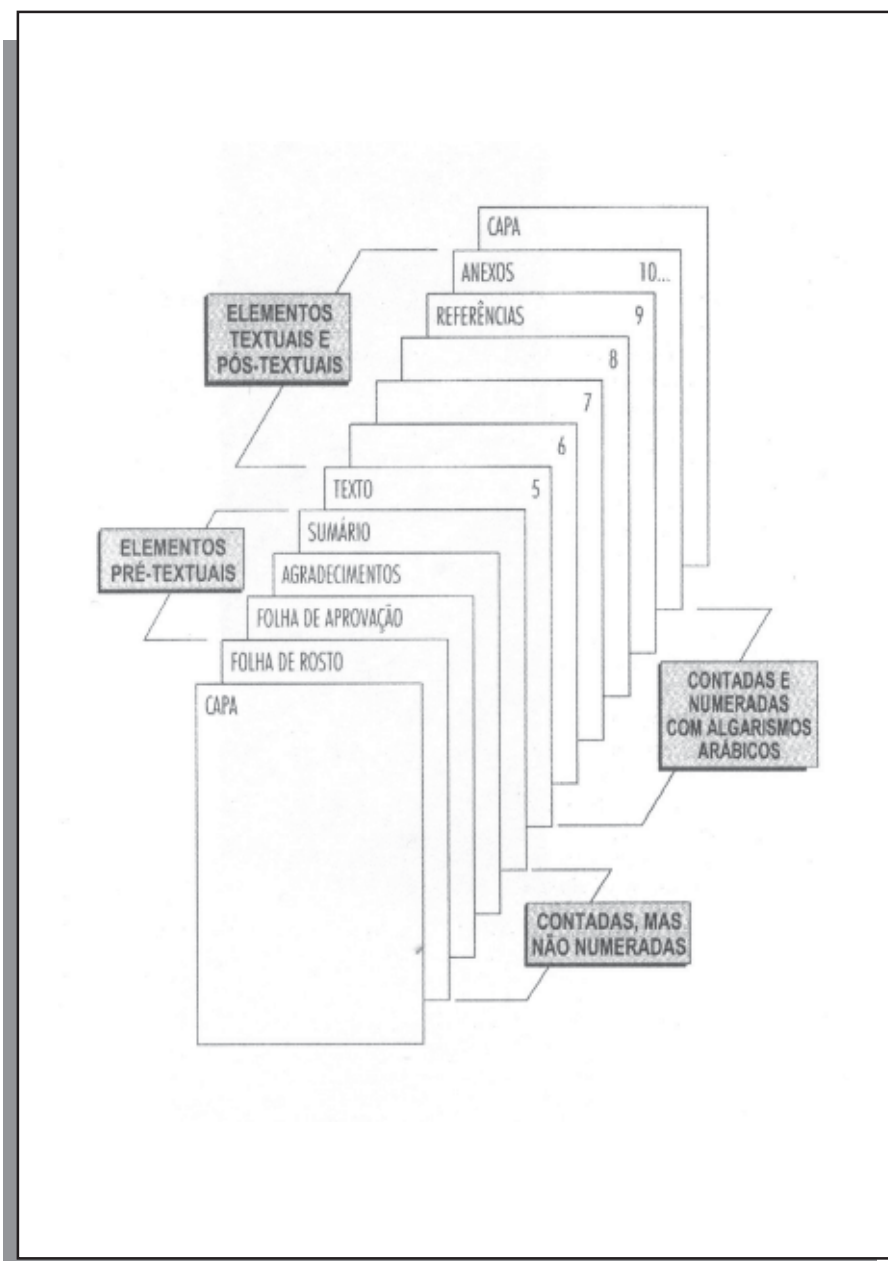 CAPA
ANEXOS 10...
REFERÊNCIAS 9
8
7
6
TEXTO 5
SUMÁRIO
AGRADECIMENTOS
FOLHA DE APROVAÇÃO
FOLHA DE ROSTO
CAPA
ELEMENTOS
TEXTUAIS E
PÓS-TEXTUAIS
ELEMENTOS
PRÉ-TEXTUAIS
CONTADAS E
NUMERADAS
COM ALGARISMOS
ARÁBICOS
CONTADAS, MAS
NÃO NUMERADAS